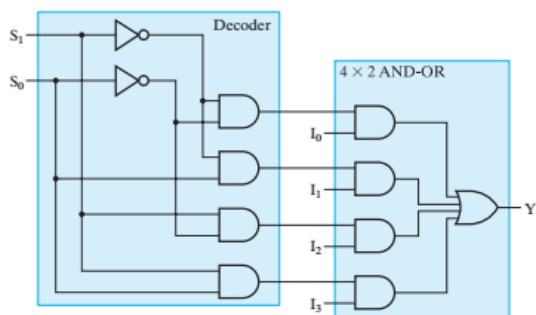 Decoder
S₁
S₀
4 × 2 AND-OR
I₀
I₁
Y
I₂
I₃